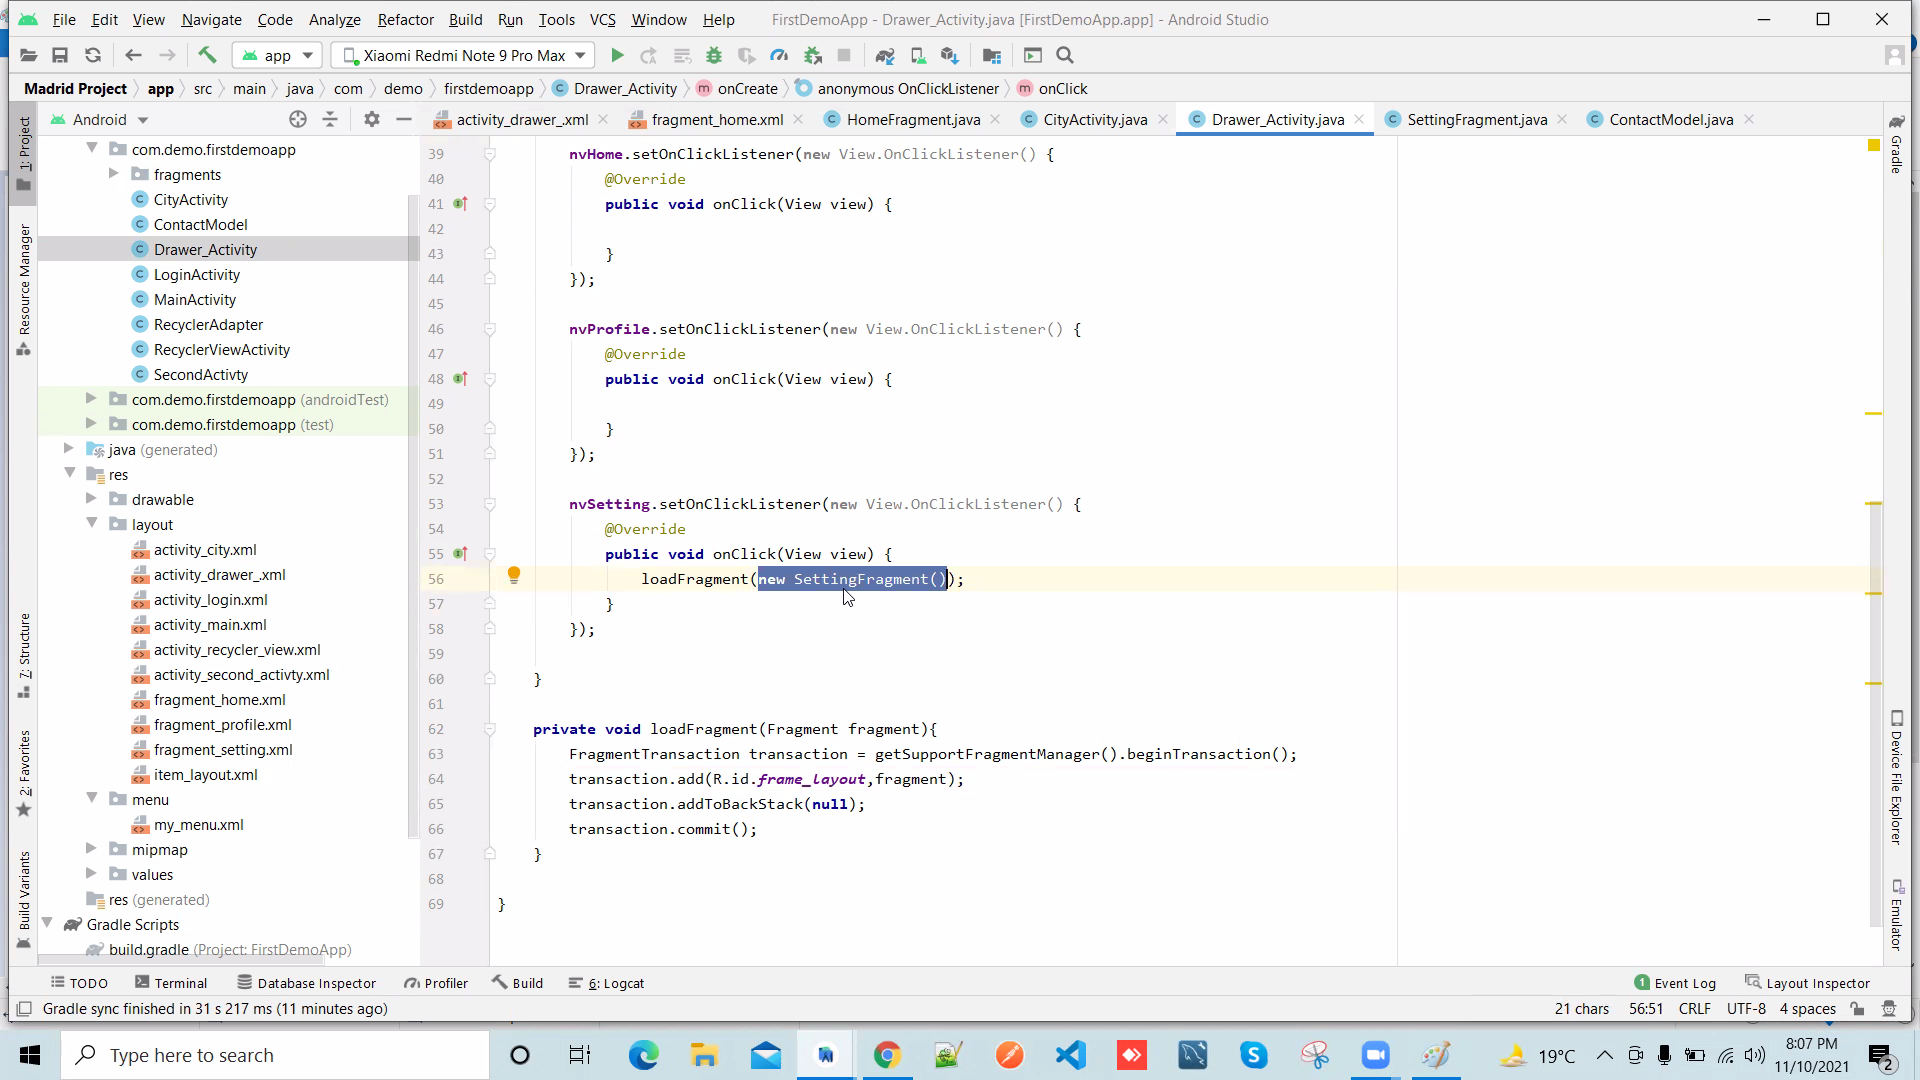 File Edit View Navigate Code Analyze Refactor Build Run Tools VCS Window Help FirstDemoApp - Drawer_Activity.java [FirstDemoApp.app] - Android Studio
app Xiaomi Redmi Note 9 Pro Max
Madrid Project app src main java com demo firstdemoapp Drawer_Activity onCreate anonymous OnClickListener onClick
Android
activity_drawer_.xml fragment_home.xml HomeFragment.java CityActivity.java Drawer_Activity.java SettingFragment.java ContactModel.java
1: Project
Resource Manager
7: Structure
2: Favorites
Build Variants
com.demo.firstdemoapp
fragments
CityActivity
ContactModel
Drawer_Activity
LoginActivity
MainActivity
RecyclerAdapter
RecyclerViewActivity
SecondActivty
com.demo.firstdemoapp (androidTest)
com.demo.firstdemoapp (test)
java (generated)
res
drawable
layout
activity_city.xml
activity_drawer_.xml
activity_login.xml
activity_main.xml
activity_recycler_view.xml
activity_second_activty.xml
fragment_home.xml
fragment_profile.xml
fragment_setting.xml
item_layout.xml
menu
my_menu.xml
mipmap
values
res (generated)
Gradle Scripts
build.gradle (Project: FirstDemoApp)
39 nvHome.setOnClickListener(new View.OnClickListener() {
40 @Override
41 public void onClick(View view) {
42
43 }
44 });
45
46 nvProfile.setOnClickListener(new View.OnClickListener() {
47 @Override
48 public void onClick(View view) {
49
50 }
51 });
52
53 nvSetting.setOnClickListener(new View.OnClickListener() {
54 @Override
55 public void onClick(View view) {
56 loadFragment(new SettingFragment());
57 }
58 });
59
60 }
61
62 private void loadFragment(Fragment fragment){
63 FragmentTransaction transaction = getSupportFragmentManager().beginTransaction();
64 transaction.add(R.id.frame_layout,fragment);
65 transaction.addToBackStack(null);
66 transaction.commit();
67 }
68
69 }
Gradle
Device File Explorer
Emulator
TODO Terminal Database Inspector Profiler Build 6: Logcat 1 Event Log Layout Inspector
Gradle sync finished in 31 s 217 ms (11 minutes ago) 21 chars 56:51 CRLF UTF-8 4 spaces
Type here to search 19°C 8:07 PM
11/10/2021 2